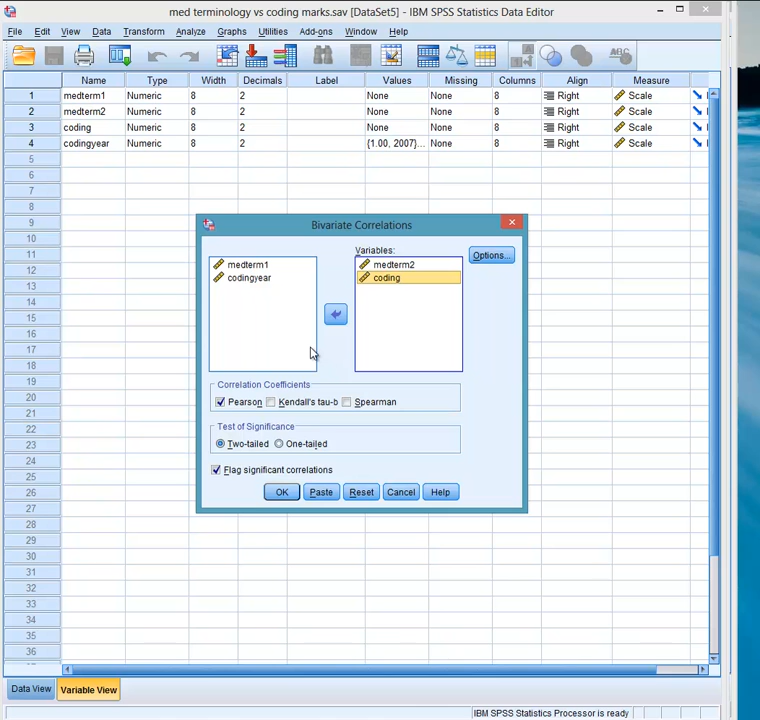 med terminology vs coding marks.sav [DataSet5] - IBM SPSS Statistics Data Editor
File Edit View Data Transform Analyze Graphs Utilities Add-ons Window Help
Name Type Width Decimals Label Values Missing Columns Align Measure
1 medterm1 Numeric 8 2 None None 8 Right Scale
2 medterm2 Numeric 8 2 None None 8 Right Scale
3 coding Numeric 8 2 None None 8 Right Scale
4 codingyear Numeric 8 2 {1.00, 2007}... None 8 Right Scale
5
6
7
8
9
10
11
12
13
14
15
16
17
18
19
20
21
22
23
24
25
26
27
28
29
30
31
32
33
34
35
36
Bivariate Correlations
Variables:
medterm1
codingyear
medterm2
coding
Options...
Correlation Coefficients
Pearson Kendall's tau-b Spearman
Test of Significance
Two-tailed One-tailed
Flag significant correlations
OK Paste Reset Cancel Help
Data View Variable View
IBM SPSS Statistics Processor is ready